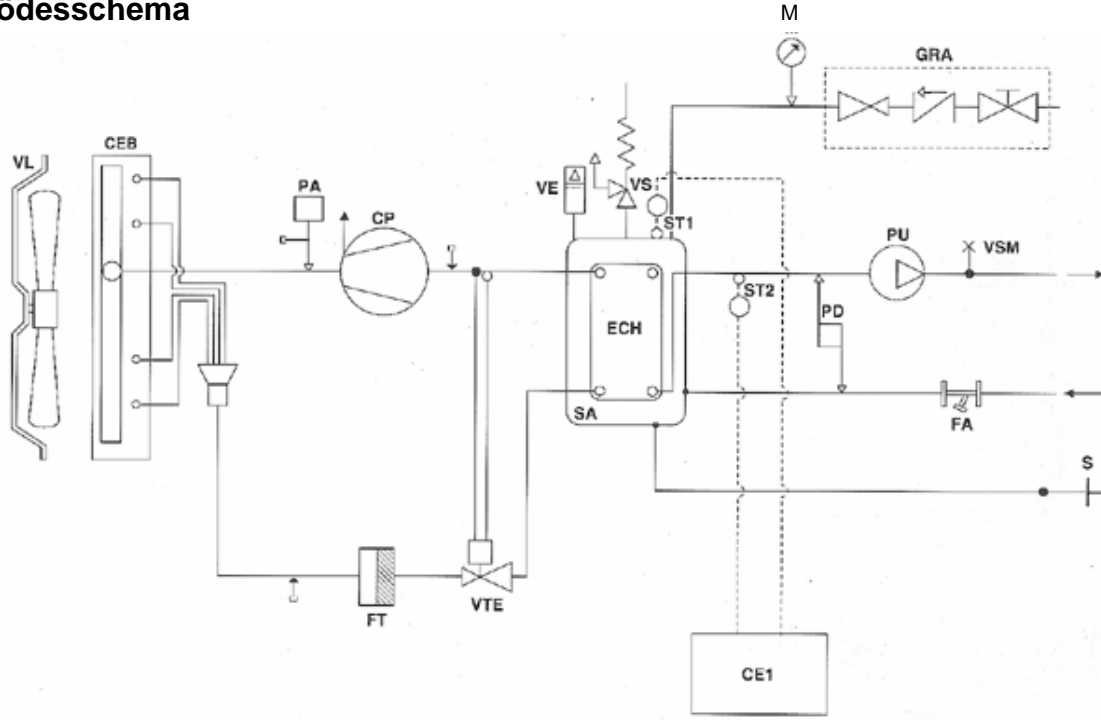 ödesschema
M
GRA
CEB
VL
PA
CP
VE
VS
ST1
PU
VSM
ST2
PD
ECH
SA
FA
S
VTE
FT
CE1